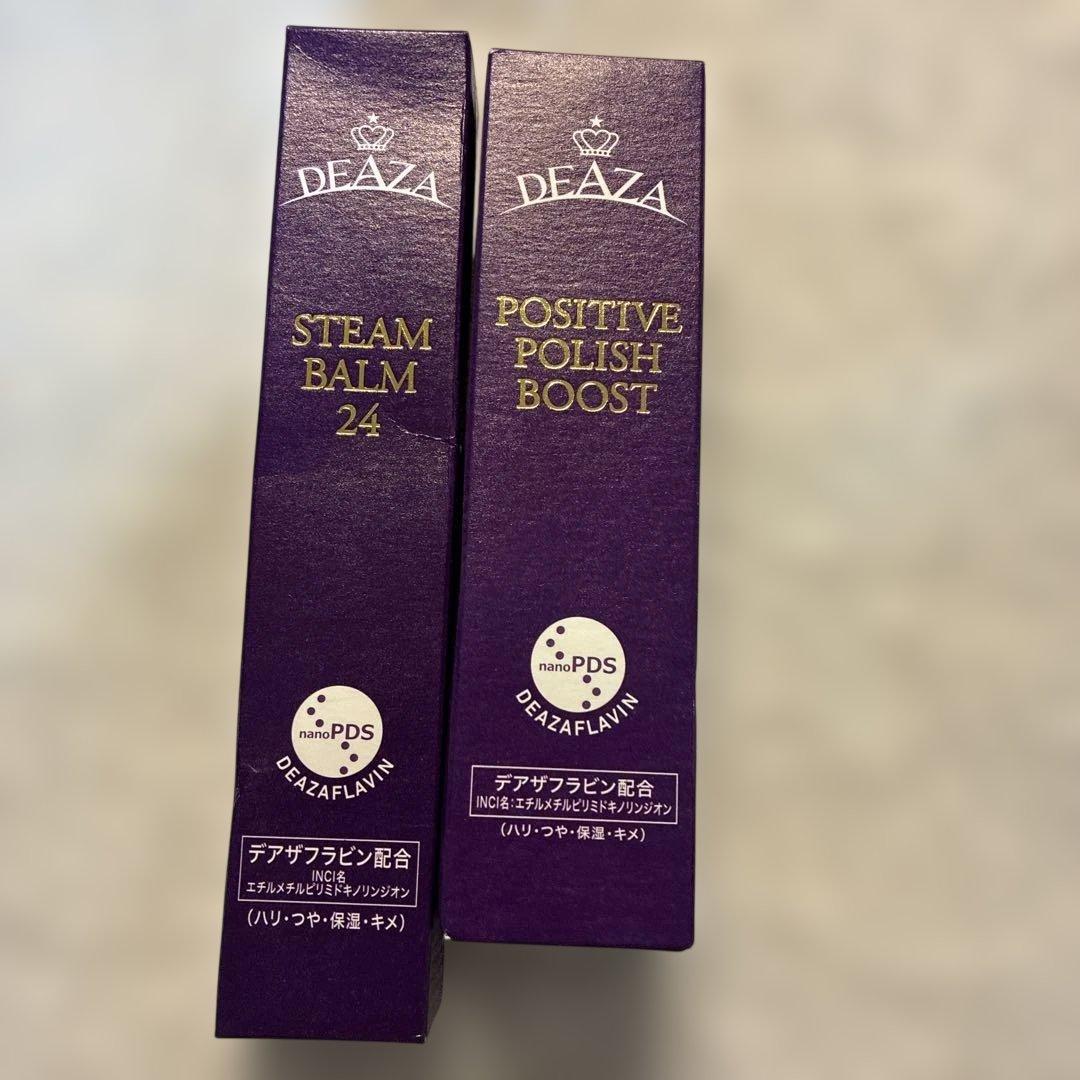 DEAZA
STEAM
BALM
24
nanoPDS
DEAZAFLAVIN
デアザフラビン配合
INCI名
エチルメチルピリミドキノリンジオン
（ハリ・つや・保湿・キメ）
DEAZA
POSITIVE
POLISH
BOOST
nanoPDS
DEAZAFLAVIN
デアザフラビン配合
INCI名：エチルメチルピリミドキノリンジオン
（ハリ・つや・保湿・キメ）